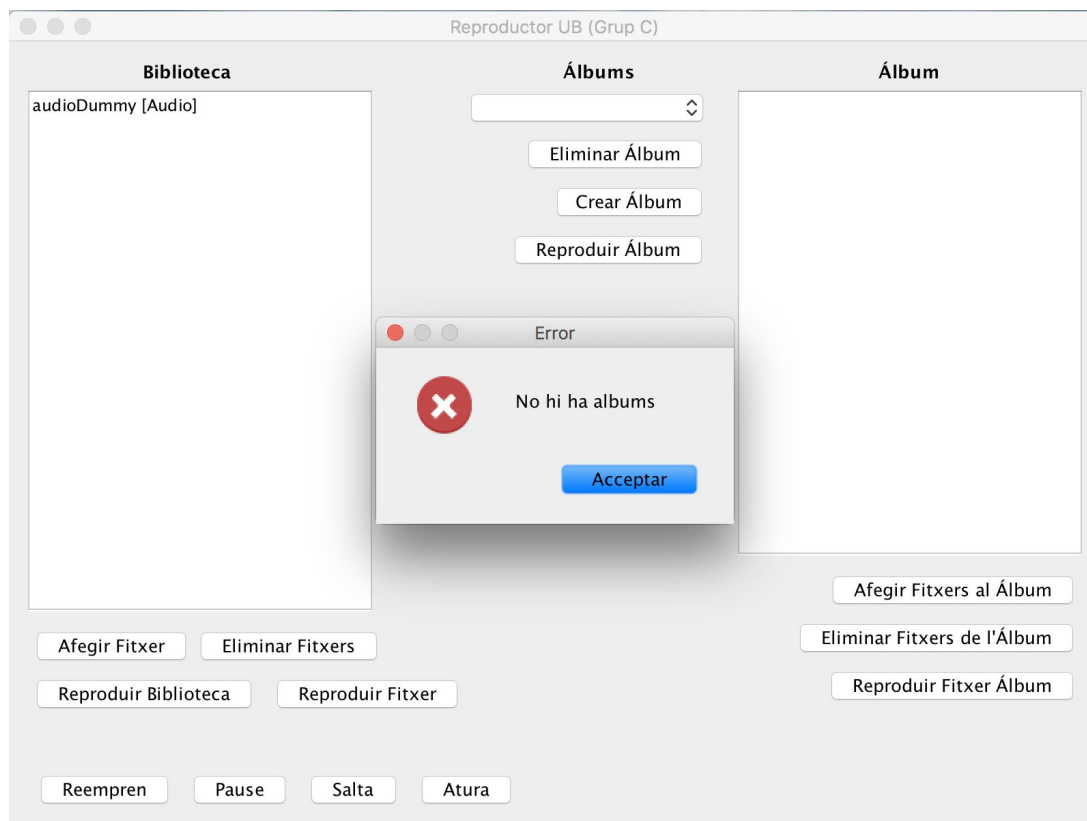 Reproductor UB (Grup C)
Biblioteca
Álbums
Álbum
audioDummy [Audio]
Eliminar Álbum
Crear Álbum
Reproduir Álbum
Error
No hi ha albums
Acceptar
Afegir Fitxers al Álbum
Eliminar Fitxers de l'Álbum
Reproduir Fitxer Álbum
Afegir Fitxer
Eliminar Fitxers
Reproduir Biblioteca
Reproduir Fitxer
Reempren
Pause
Salta
Atura